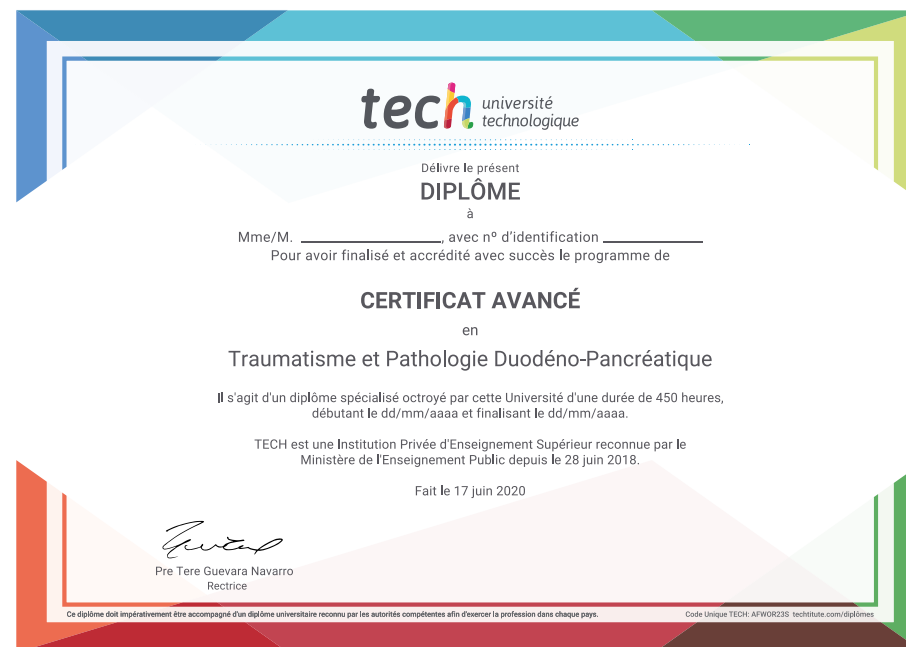 tech université
technologique
Délivre le présent
DIPLÔME
à
Mme/M. ____________________, avec nº d'identification ______________
Pour avoir finalisé et accrédité avec succès le programme de
CERTIFICAT AVANCÉ
en
Traumatisme et Pathologie Duodéno-Pancréatique
Il s'agit d'un diplôme spécialisé octroyé par cette Université d'une durée de 450 heures,
débutant le dd/mm/aaaa et finalisant le dd/mm/aaaa.
TECH est une Institution Privée d'Enseignement Supérieur reconnue par le
Ministère de l'Enseignement Public depuis le 28 juin 2018.
Fait le 17 juin 2020
Pre Tere Guevara Navarro
Rectrice
Ce diplôme doit impérativement être accompagné d'un diplôme universitaire reconnu par les autorités compétentes afin d'exercer la profession dans chaque pays.
Code Unique TECH: AFWOR23S techtitute.com/diplômes